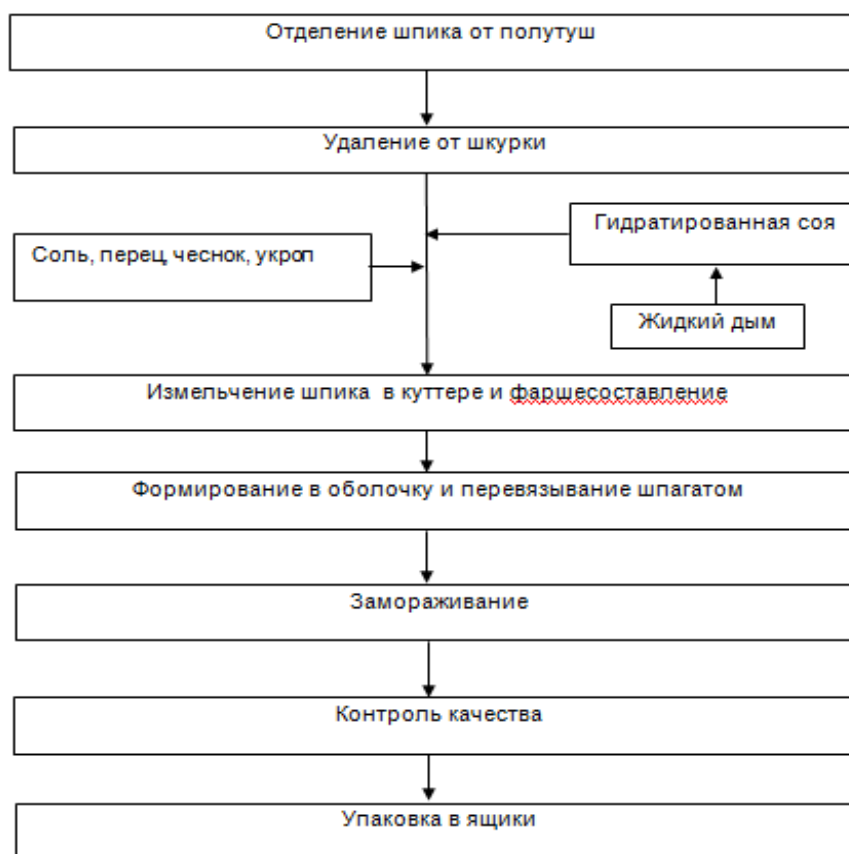 Отделение шпика от полутуш
Удаление от шкурки
Гидратированная соя
Соль, перец, чеснок, укроп
Жидкий дым
Измельчение шпика в куттере и фаршесоставление
Формирование в оболочку и перевязывание шпагатом
Замораживание
Контроль качества
Упаковка в ящики